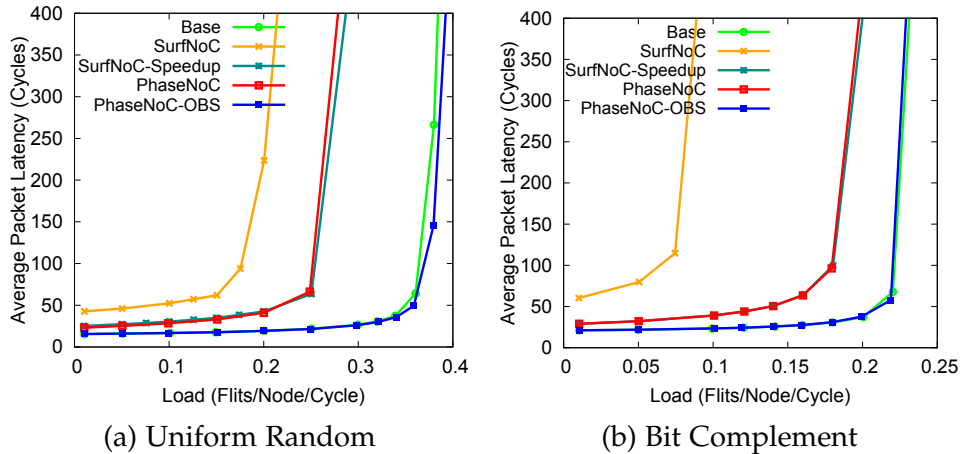 400
350
300
250
200
150
100
50
0
Average Packet Latency (Cycles)
Base
SurfNoC
SurfNoC-Speedup
PhaseNoC
PhaseNoC-OBS
0 0.1 0.2 0.3 0.4
Load (Flits/Node/Cycle)
(a) Uniform Random
400
350
300
250
200
150
100
50
0
Average Packet Latency (Cycles)
Base
SurfNoC
SurfNoC-Speedup
PhaseNoC
PhaseNoC-OBS
0 0.05 0.1 0.15 0.2 0.25
Load (Flits/Node/Cycle)
(b) Bit Complement